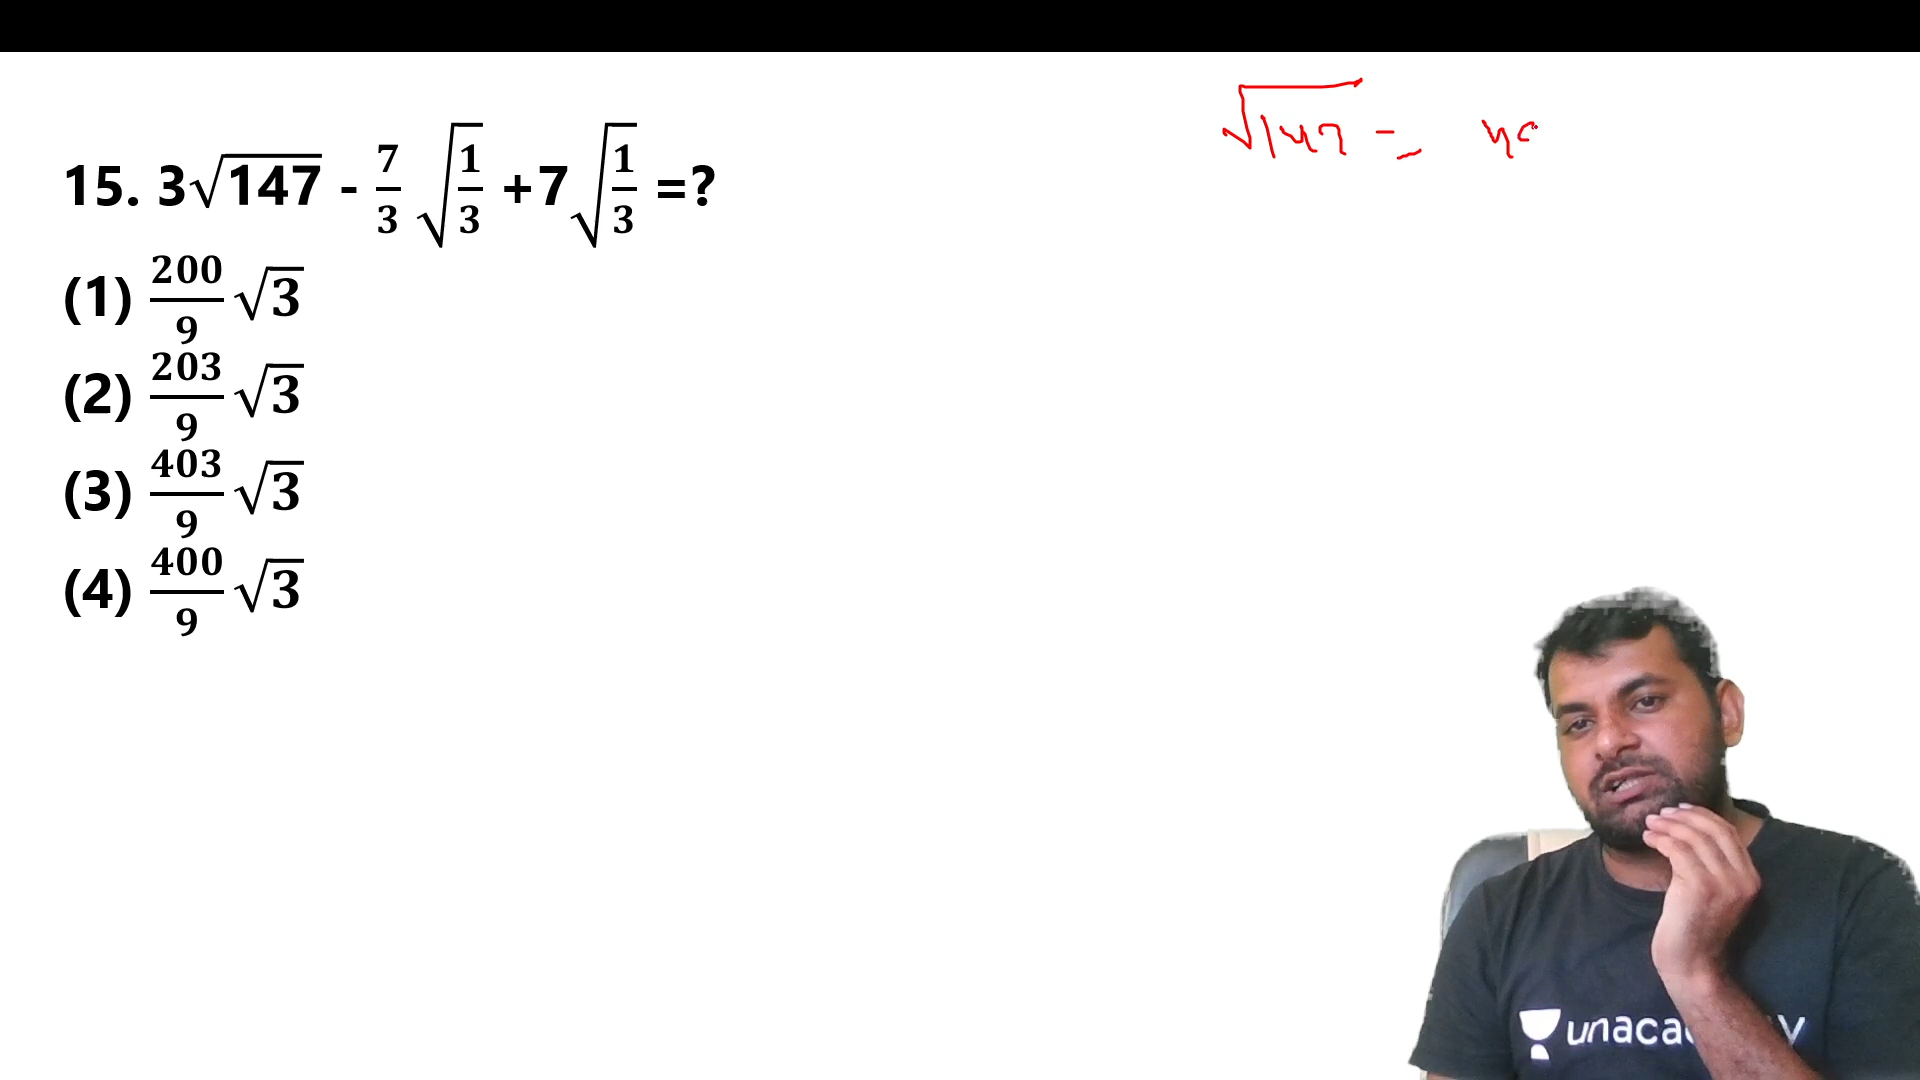 15. 3√147 - 7/3 √(1/3) +7√(1/3) =?
(1) 200/9 √3
(2) 203/9 √3
(3) 403/9 √3
(4) 400/9 √3
√147 =